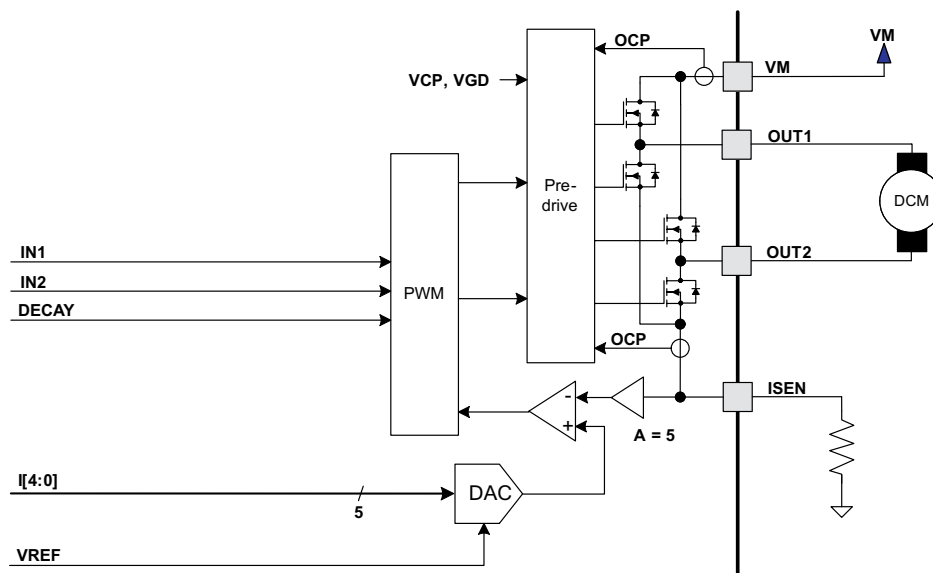 OCP
VM
VM
VCP, VGD
OUT1
Pre-
drive
DCM
IN1
OUT2
IN2
PWM
DECAY
OCP
ISEN
-
+
A = 5
I[4:0]
5
DAC
VREF